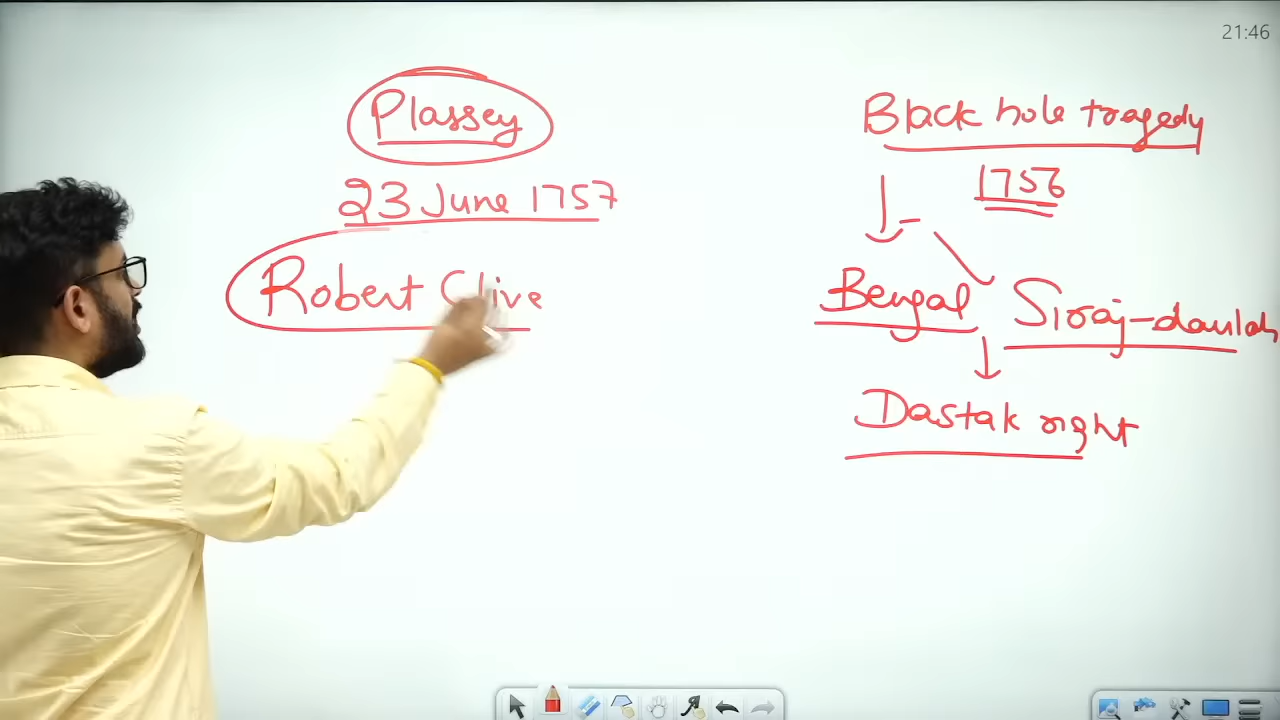 21:46
Plassey
23 June 1757
Robert Clive
Black hole tragedy
1756
Bengal
Siraj-daulah
Dastak right